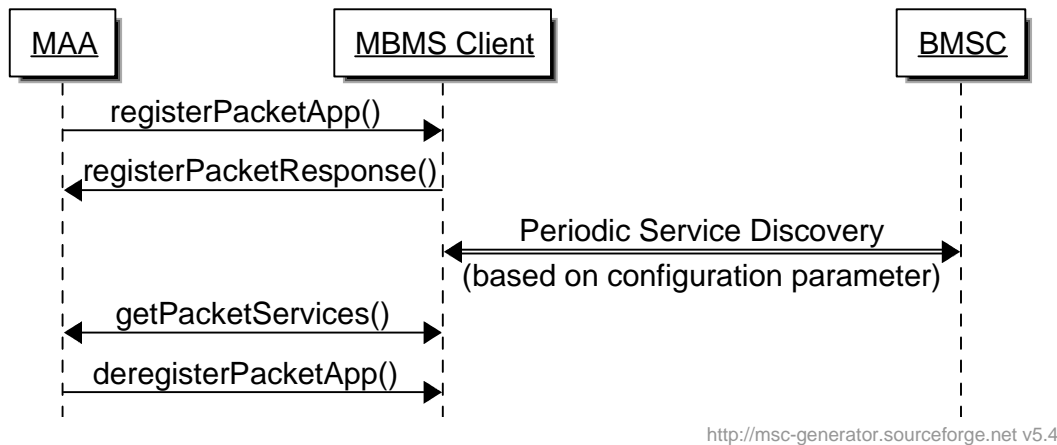 MAA
MBMS Client
BMSC
registerPacketApp()
registerPacketResponse()
Periodic Service Discovery
(based on configuration parameter)
getPacketServices()
deregisterPacketApp()
http://msc-generator.sourceforge.net v5.4